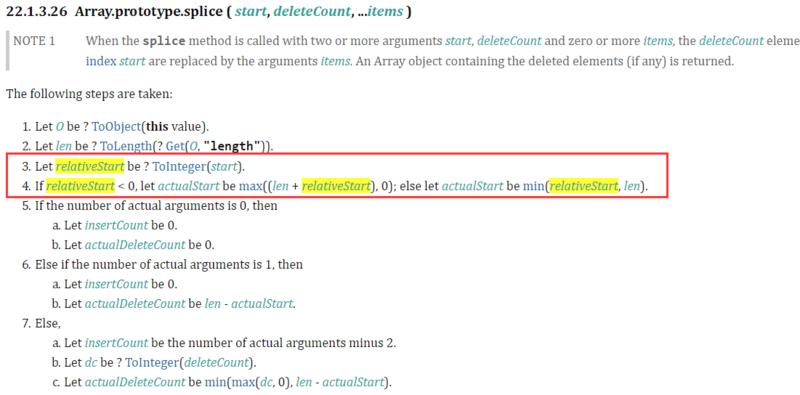 22.1.3.26 Array.prototype.splice ( start, deleteCount, ...items )
NOTE 1 When the splice method is called with two or more arguments start, deleteCount and zero or more items, the deleteCount eleme
index start are replaced by the arguments items. An Array object containing the deleted elements (if any) is returned.
The following steps are taken:
1. Let O be ? ToObject(this value).
2. Let len be ? ToLength(? Get(O, "length")).
3. Let relativeStart be ? ToInteger(start).
4. If relativeStart < 0, let actualStart be max((len + relativeStart), 0); else let actualStart be min(relativeStart, len).
5. If the number of actual arguments is 0, then
a. Let insertCount be 0.
b. Let actualDeleteCount be 0.
6. Else if the number of actual arguments is 1, then
a. Let insertCount be 0.
b. Let actualDeleteCount be len - actualStart.
7. Else,
a. Let insertCount be the number of actual arguments minus 2.
b. Let dc be ? ToInteger(deleteCount).
c. Let actualDeleteCount be min(max(dc, 0), len - actualStart).